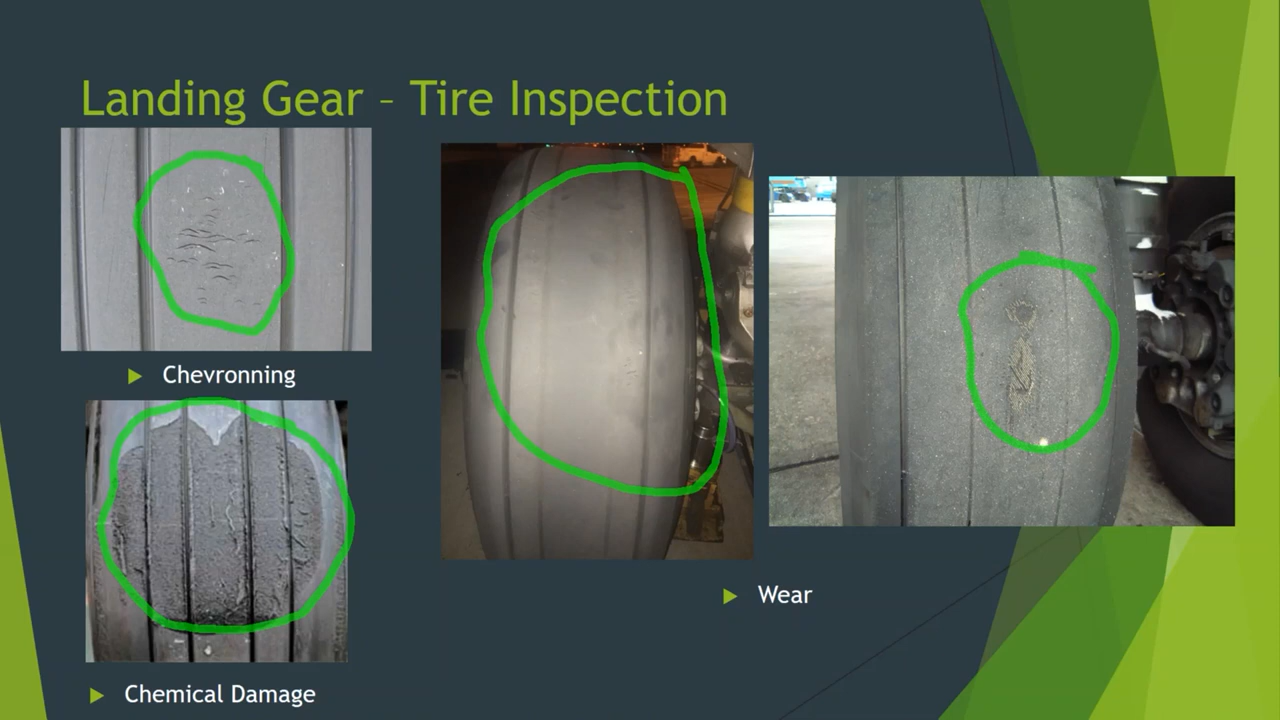 Landing Gear – Tire Inspection
Chevronning
Chemical Damage
Wear